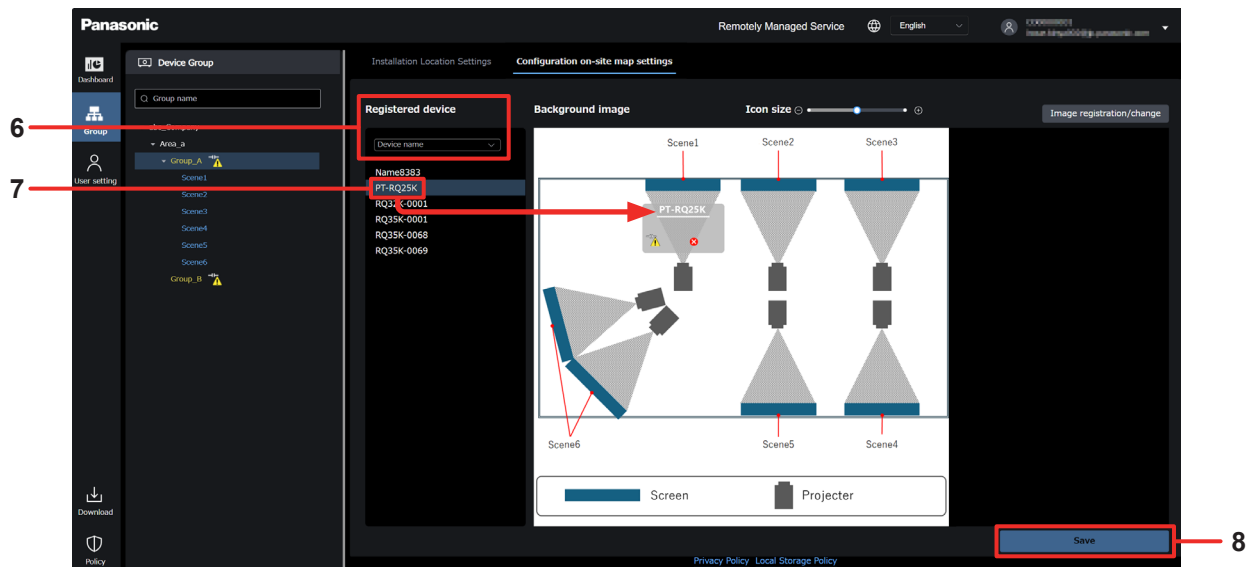 Panasonic
Remotely Managed Service
English
Dashboard
Device Group
Installation Location Settings
Configuration on-site map settings
Group name
Registered device
Background image
Icon size
Image registration/change
6
Group
Area_a
Device name
Scene1
Scene2
Scene3
Group_A
7
User setting
Scene1
Scene2
Scene3
Scene4
Scene5
Scene6
Group_B
Name8383
PT-RQ25K
RQ32K-0001
RQ35K-0001
RQ35K-0068
RQ35K-0069
PT-RQ25K
Scene6
Scene5
Scene4
Screen
Projecter
Download
Policy
Save
8
Privacy Policy
Local Storage Policy